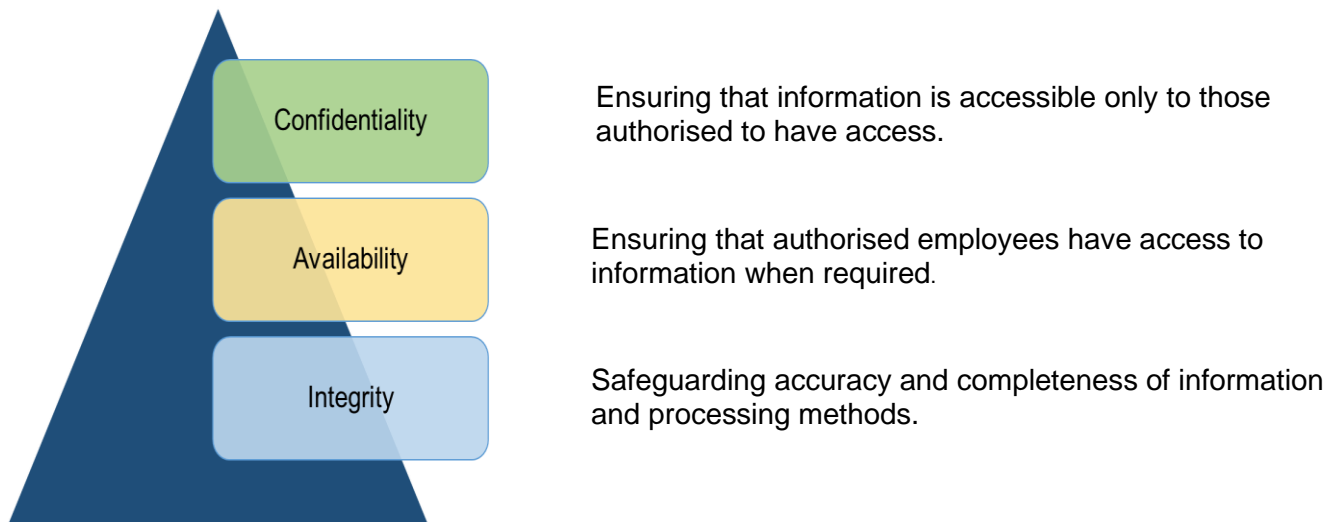 Confidentiality
Ensuring that information is accessible only to those
authorised to have access.
Availability
Ensuring that authorised employees have access to
information when required.
Integrity
Safeguarding accuracy and completeness of information
and processing methods.